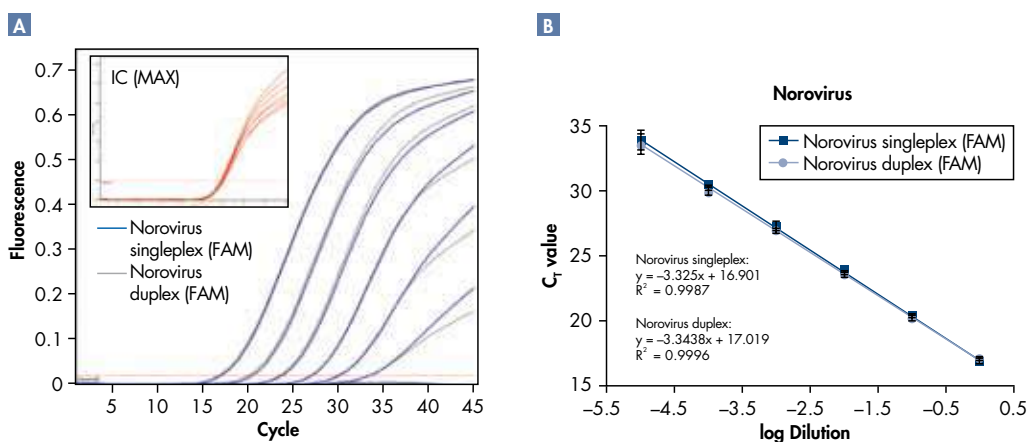 A
0.7
0.6
0.5
0.4
0.3
0.2
0.1
0
Fluorescence
IC (MAX)
Norovirus
singleplex (FAM)
Norovirus
duplex (FAM)
5 10 15 20 25 30 35 40 45
Cycle
B
Norovirus
35
30
25
20
15
C_T value
Norovirus singleplex (FAM)
Norovirus duplex (FAM)
Norovirus singleplex:
y = –3.325x + 16.901
R² = 0.9987
Norovirus duplex:
y = –3.3438x + 17.019
R² = 0.9996
–5.5 –4.5 –3.5 –2.5 –1.5 –0.5 0.5
log Dilution